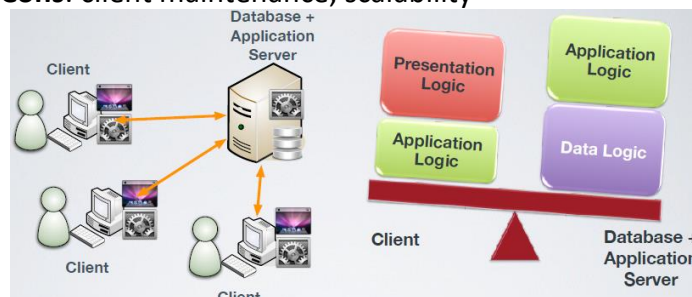 Cons: client maintenance, scalability
Database +
Application
Server
Client
Client
Client
Presentation
Logic
Application
Logic
Application
Logic
Data Logic
Client
Database +
Application
Server